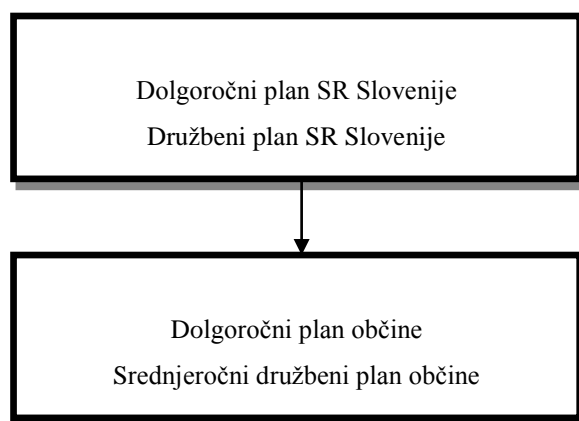 Dolgoročni plan SR Slovenije
Družbeni plan SR Slovenije
Dolgoročni plan občine
Srednjeročni družbeni plan občine